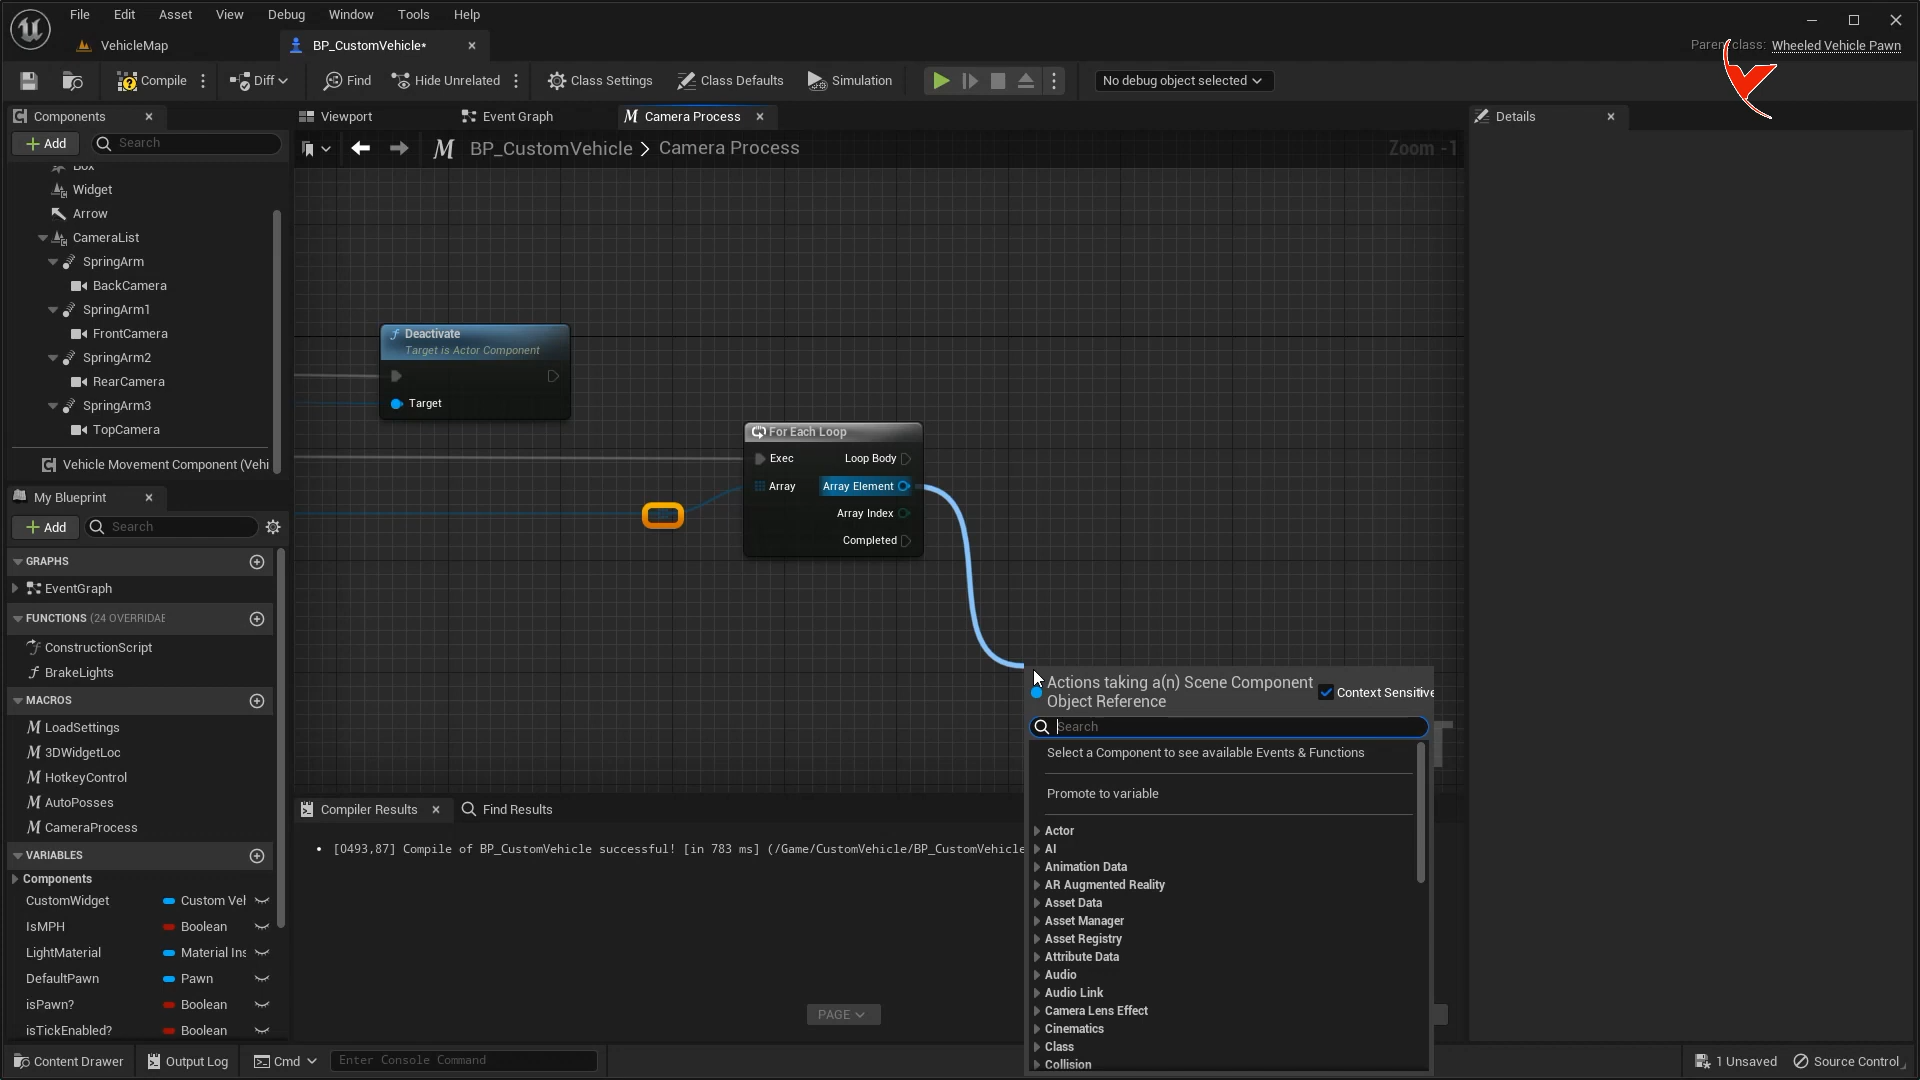 File Edit Asset View Debug Window Tools Help
VehicleMap
BP_CustomVehicle*
Parent class: Wheeled Vehicle Pawn
Compile
Diff
Find
Hide Unrelated
Class Settings
Class Defaults
Simulation
No debug object selected
Components
Add
Search
Box
Widget
Arrow
CameraList
SpringArm
BackCamera
SpringArm1
FrontCamera
SpringArm2
RearCamera
SpringArm3
TopCamera
Vehicle Movement Component (Vehi
My Blueprint
Add
Search
GRAPHS
EventGraph
FUNCTIONS (24 OVERRIDAE
ConstructionScript
BrakeLights
MACROS
LoadSettings
3DWidgetLoc
HotkeyControl
AutoPosses
CameraProcess
VARIABLES
Components
CustomWidget Custom Veh
IsMPH Boolean
LightMaterial Material Ins
DefaultPawn Pawn
isPawn? Boolean
isTickEnabled? Boolean
Viewport
Event Graph
Camera Process
BP_CustomVehicle > Camera Process
Zoom -1
Deactivate
Target is Actor Component
Target
For Each Loop
Exec Loop Body
Array Array Element
Array Index
Completed
Actions taking a(n) Scene Component
Object Reference
Context Sensitive
Search
Select a Component to see available Events & Functions
Promote to variable
Actor
AI
Animation Data
AR Augmented Reality
Asset Data
Asset Manager
Asset Registry
Attribute Data
Audio
Audio Link
Camera Lens Effect
Cinematics
Class
Collision
Compiler Results
Find Results
[0493,87] Compile of BP_CustomVehicle successful! [in 783 ms] (/Game/CustomVehicle/BP_CustomVehicle
PAGE
Details
Content Drawer
Output Log
Cmd
Enter Console Command
1 Unsaved
Source Control